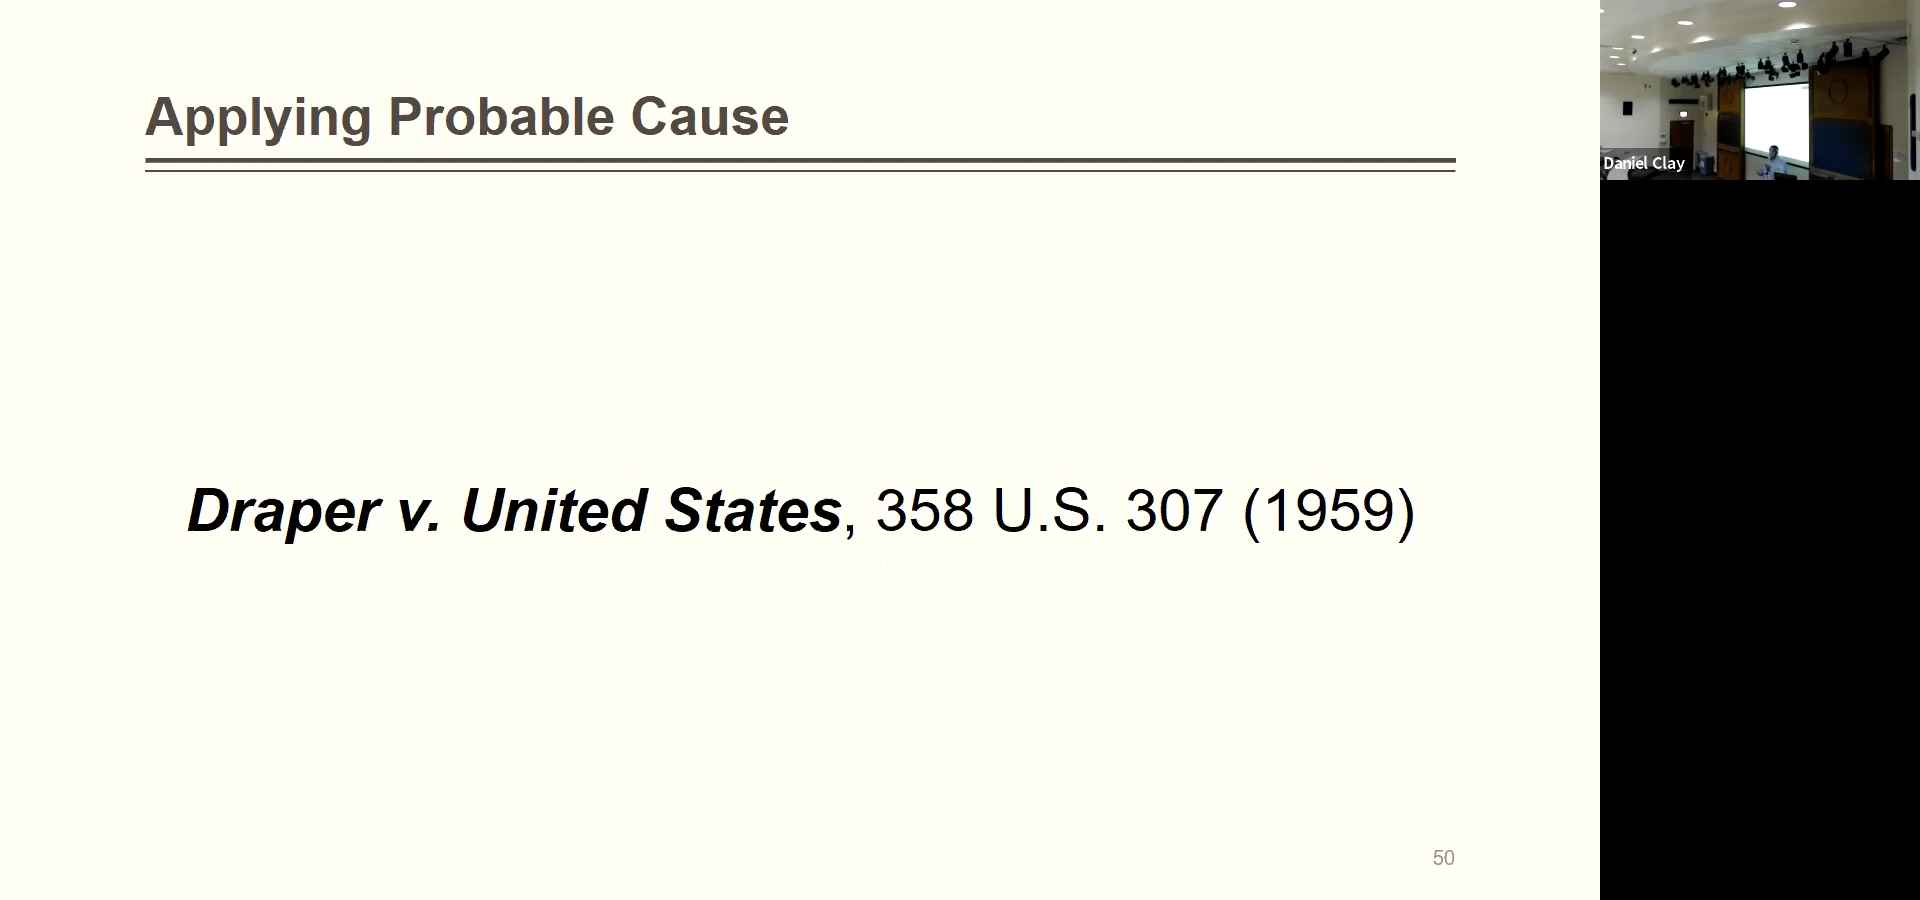 Applying Probable Cause
Draper v. United States, 358 U.S. 307 (1959)
50
Daniel Clay